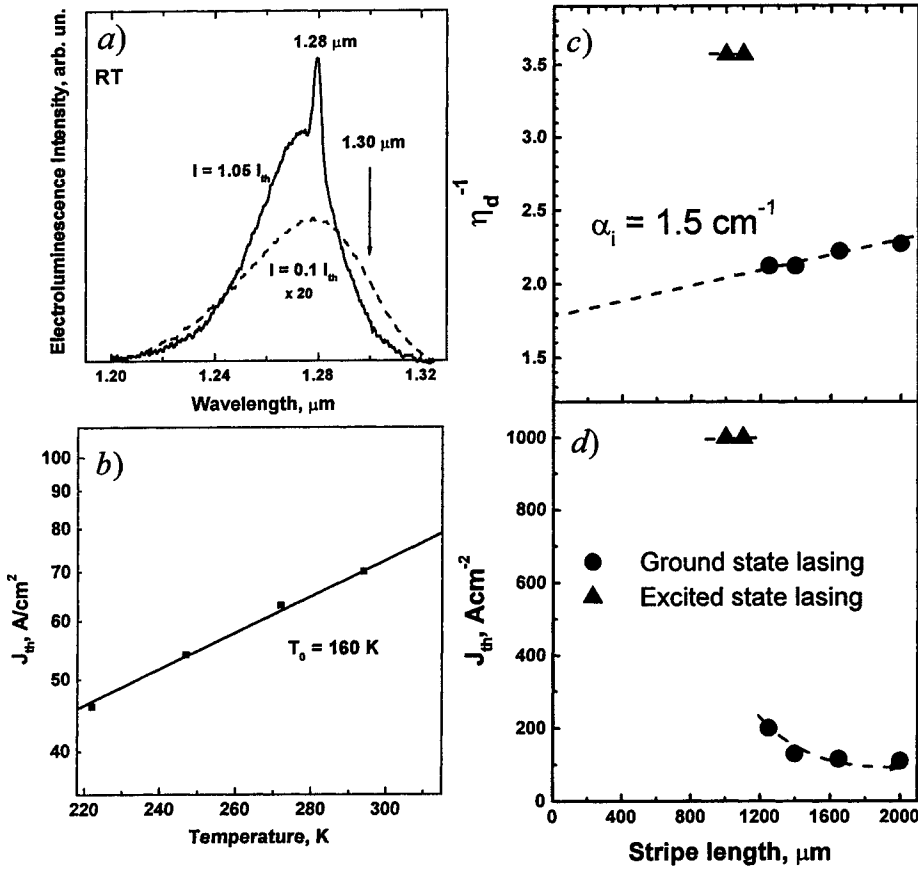 a)
RT
1.28 μm
1.30 μm
I = 1.05 I_th
I = 0.1 I_th
x 20
Electroluminescence Intensity, arb. un.
1.20 1.24 1.28 1.32
Wavelength, μm
b)
100
90
80
70
60
50
40
J_th, A/cm²
T₀ = 160 K
220 240 260 280 300
Temperature, K
c)
3.5
3.0
2.5
2.0
1.5
η_d⁻¹
α_i = 1.5 cm⁻¹
d)
1000
800
600
400
200
0
J_th, Acm⁻²
Ground state lasing
Excited state lasing
0 400 800 1200 1600 2000
Stripe length, μm